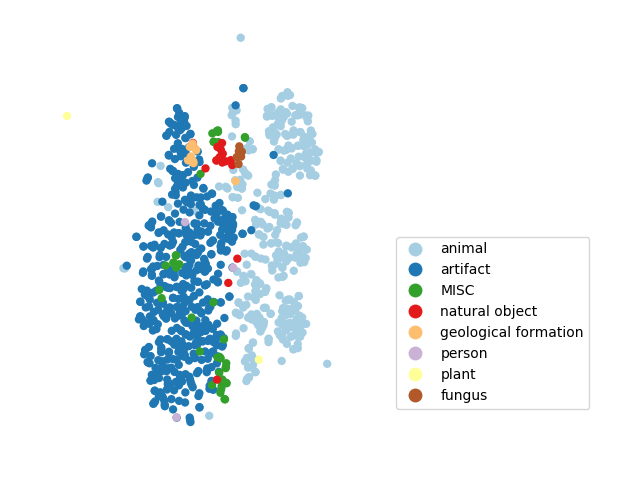 animal
artifact
MISC
natural object
geological formation
person
plant
fungus